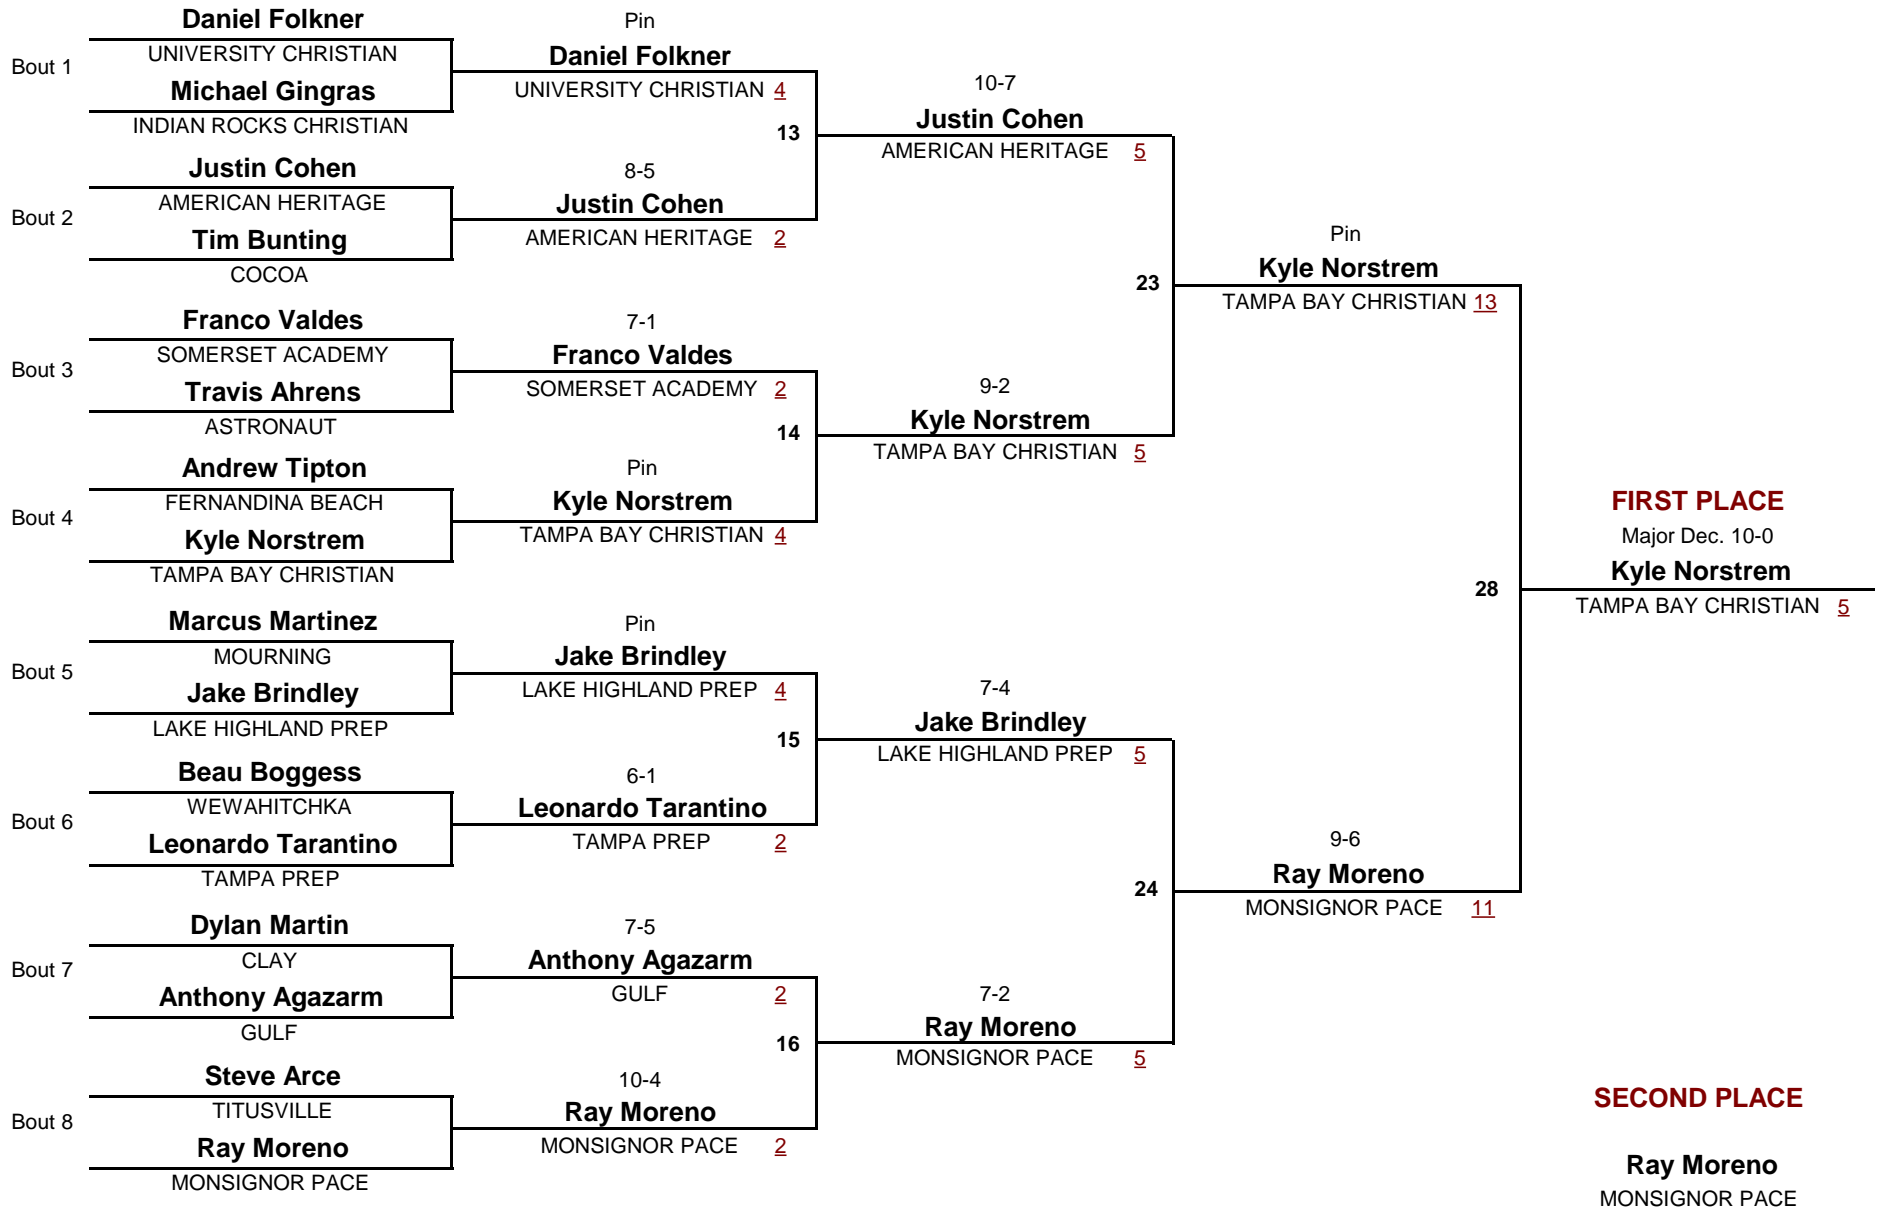 Daniel Folkner
UNIVERSITY CHRISTIAN
Bout 1
Michael Gingras
INDIAN ROCKS CHRISTIAN
Justin Cohen
AMERICAN HERITAGE
Bout 2
Tim Bunting
COCOA
Franco Valdes
SOMERSET ACADEMY
Bout 3
Travis Ahrens
ASTRONAUT
Andrew Tipton
FERNANDINA BEACH
Bout 4
Kyle Norstrem
TAMPA BAY CHRISTIAN
Marcus Martinez
MOURNING
Bout 5
Jake Brindley
LAKE HIGHLAND PREP
Beau Boggess
WEWAHITCHKA
Bout 6
Leonardo Tarantino
TAMPA PREP
Dylan Martin
CLAY
Bout 7
Anthony Agazarm
GULF
Steve Arce
TITUSVILLE
Bout 8
Ray Moreno
MONSIGNOR PACE
Pin
Daniel Folkner
UNIVERSITY CHRISTIAN 4
13
8-5
Justin Cohen
AMERICAN HERITAGE 2
7-1
Franco Valdes
SOMERSET ACADEMY 2
14
Pin
Kyle Norstrem
TAMPA BAY CHRISTIAN 4
Pin
Jake Brindley
LAKE HIGHLAND PREP 4
15
6-1
Leonardo Tarantino
TAMPA PREP 2
7-5
Anthony Agazarm
GULF 2
16
10-4
Ray Moreno
MONSIGNOR PACE 2
10-7
Justin Cohen
AMERICAN HERITAGE 5
23
9-2
Kyle Norstrem
TAMPA BAY CHRISTIAN 5
7-4
Jake Brindley
LAKE HIGHLAND PREP 5
24
7-2
Ray Moreno
MONSIGNOR PACE 5
Pin
Kyle Norstrem
TAMPA BAY CHRISTIAN 13
28
9-6
Ray Moreno
MONSIGNOR PACE 11
FIRST PLACE
Major Dec. 10-0
Kyle Norstrem
TAMPA BAY CHRISTIAN 5
SECOND PLACE
Ray Moreno
MONSIGNOR PACE